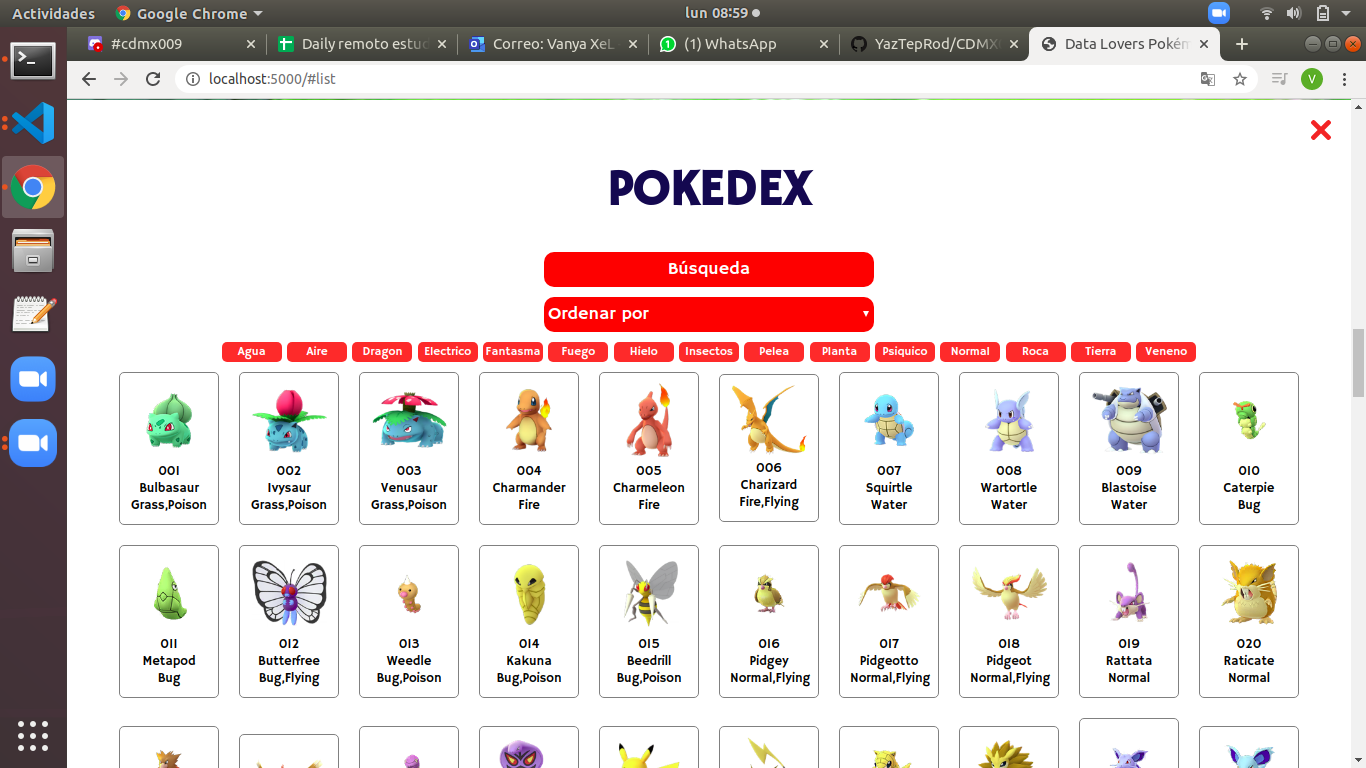 Actividades Google Chrome lun 08:59
#cdmx009 Daily remoto estud Correo: Vanya XeL (1) WhatsApp YazTepRod/CDMX Data Lovers Pokém
localhost:5000/#list V
POKEDEX
Búsqueda
Ordenar por
Agua Aire Dragon Electrico Fantasma Fuego Hielo Insectos Pelea Planta Psiquico Normal Roca Tierra Veneno
001 002 003 004 005 006 007 008 009 010
Bulbasaur Ivysaur Venusaur Charmander Charmeleon Charizard Squirtle Wartortle Blastoise Caterpie
Grass,Poison Grass,Poison Grass,Poison Fire Fire Fire,Flying Water Water Water Bug
011 012 013 014 015 016 017 018 019 020
Metapod Butterfree Weedle Kakuna Beedrill Pidgey Pidgeotto Pidgeot Rattata Raticate
Bug Bug,Flying Bug,Poison Bug,Poison Bug,Poison Normal,Flying Normal,Flying Normal,Flying Normal Normal